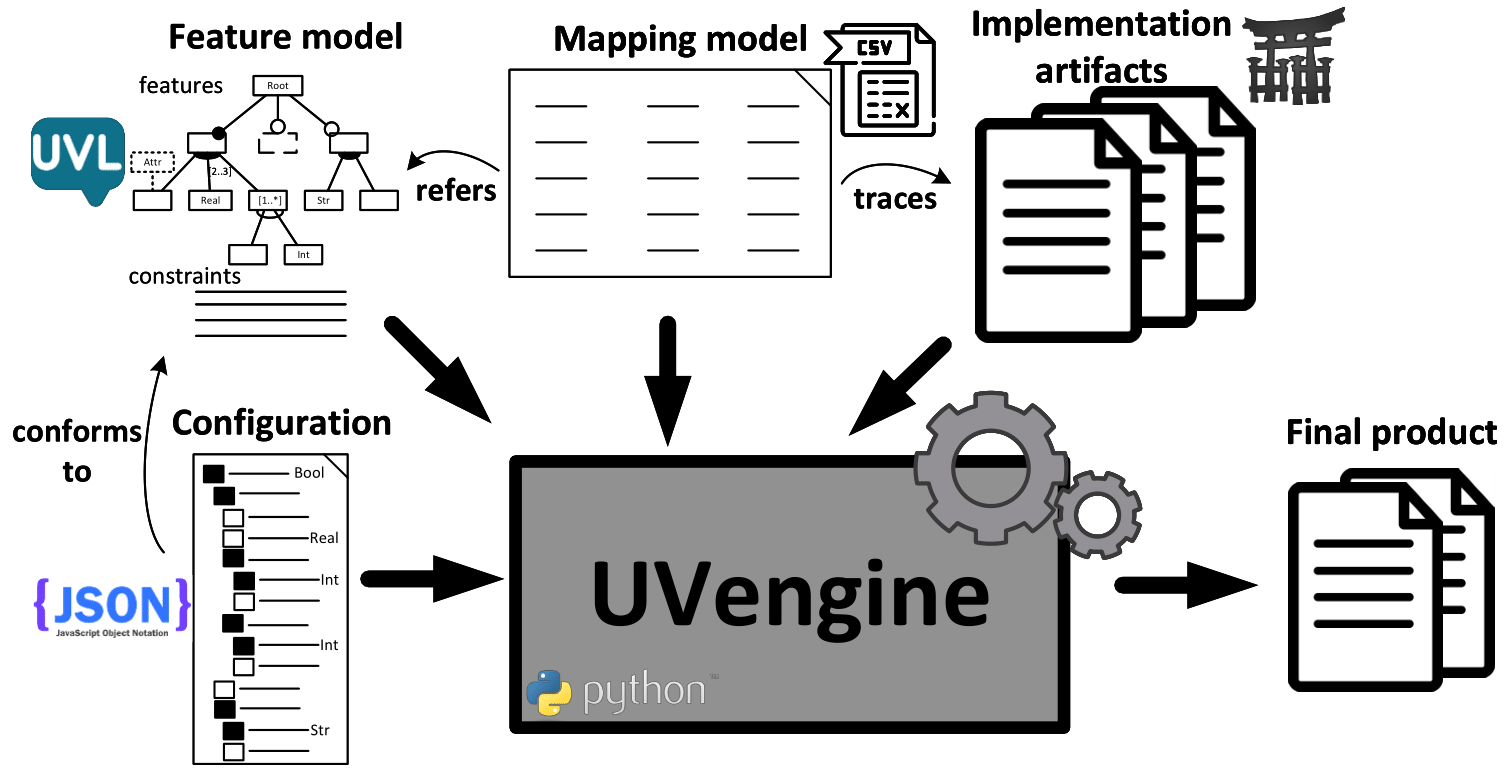 Feature model
features
Root
UVL
Attr
[2..3]
Real
[1..*]
Str
Int
constraints
refers
Mapping model
CSV
traces
Implementation
artifacts
conforms
to
Configuration
Bool
Real
Int
Int
Str
{JSON}
JavaScript Object Notation
UVengine
python™
Final product